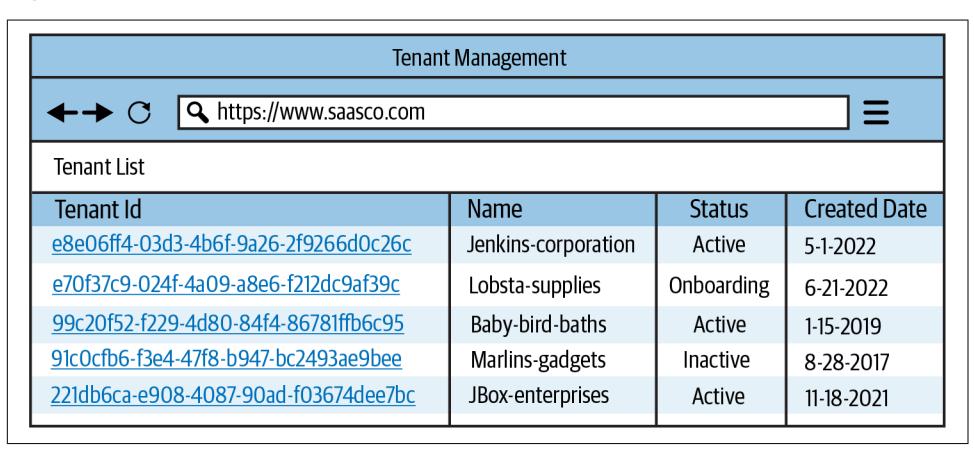 Tenant Management
https://www.saasco.com
Tenant List
Tenant Id Name Status Created Date
e8e06ff4-03d3-4b6f-9a26-2f9266d0c26c Jenkins-corporation Active 5-1-2022
e70f37c9-024f-4a09-a8e6-f212dc9af39c Lobsta-supplies Onboarding 6-21-2022
99c20f52-f229-4d80-84f4-86781ffb6c95 Baby-bird-baths Active 1-15-2019
91c0cfb6-f3e4-47f8-b947-bc2493ae9bee Marlins-gadgets Inactive 8-28-2017
221db6ca-e908-4087-90ad-f03674dee7bc JBox-enterprises Active 11-18-2021